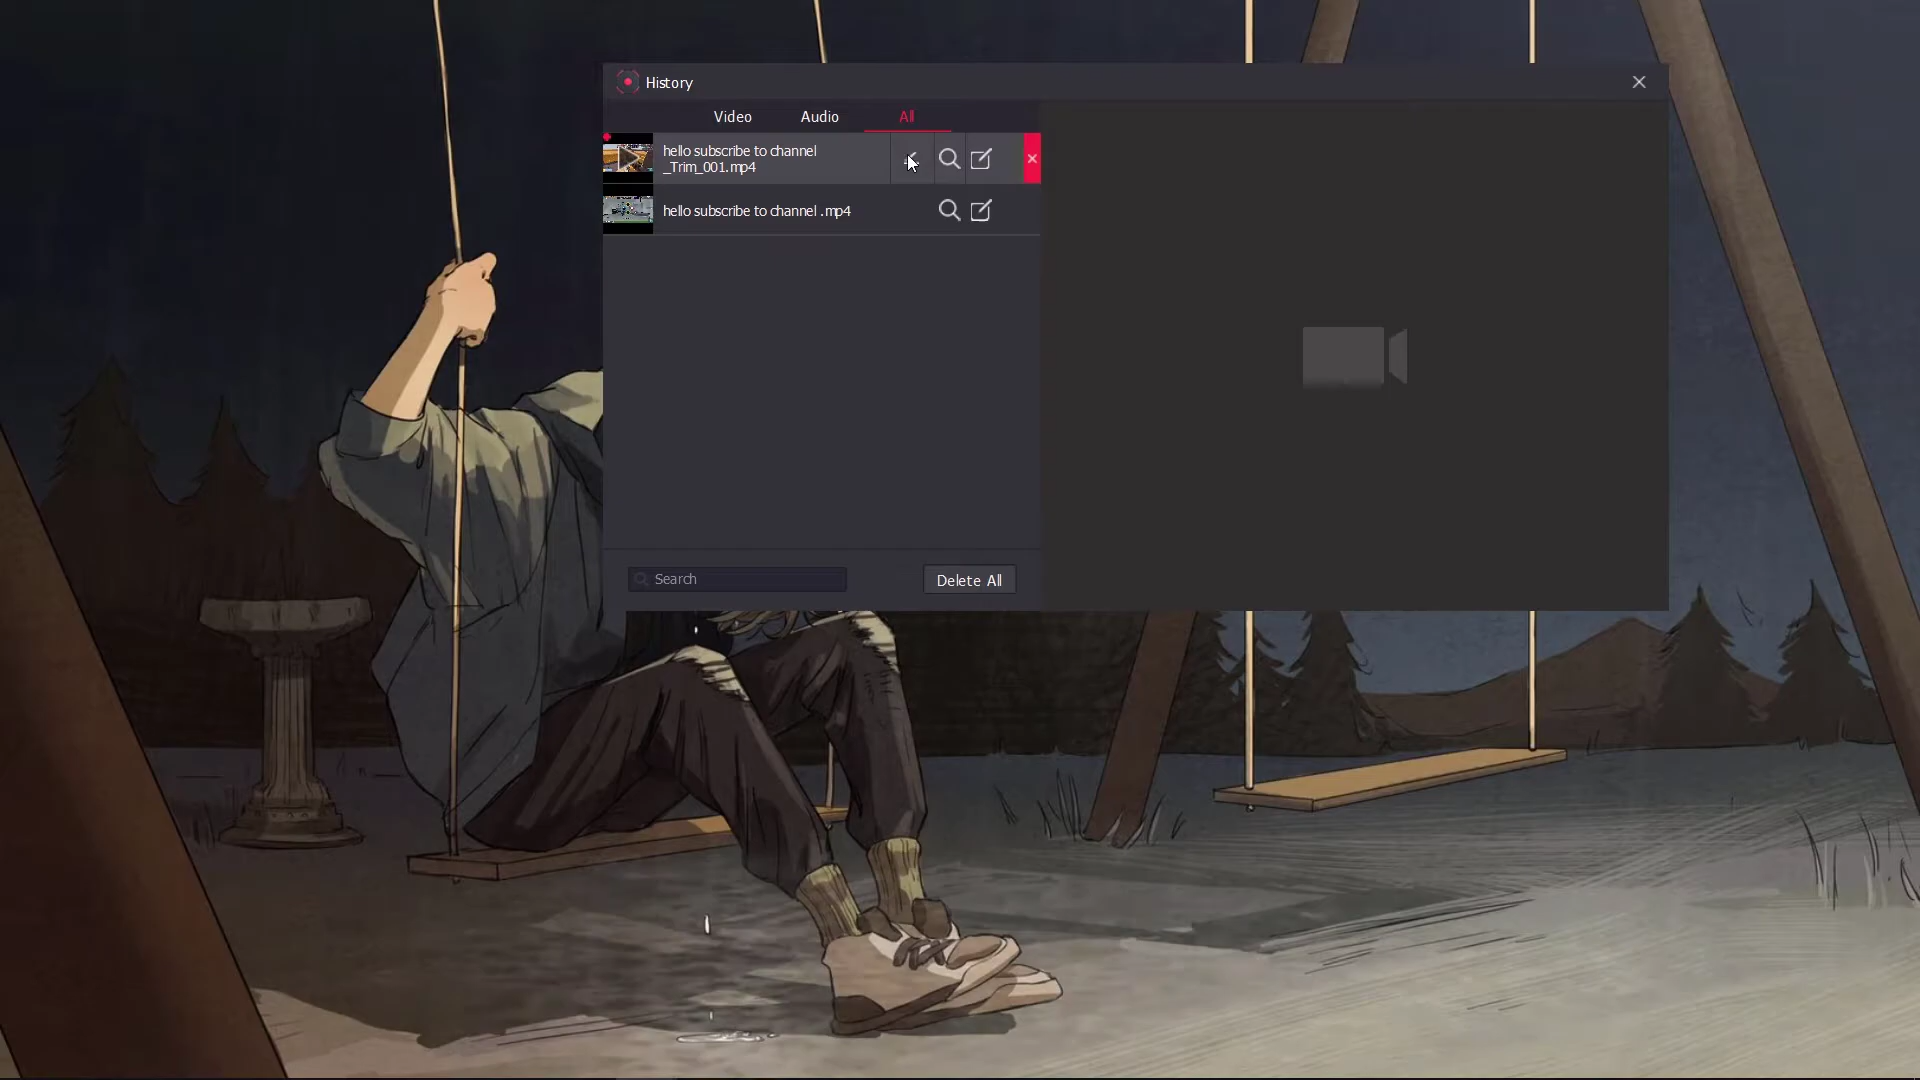 History
Video
Audio
All
hello subscribe to channel
_Trim_001.mp4
hello subscribe to channel .mp4
Search
Delete All